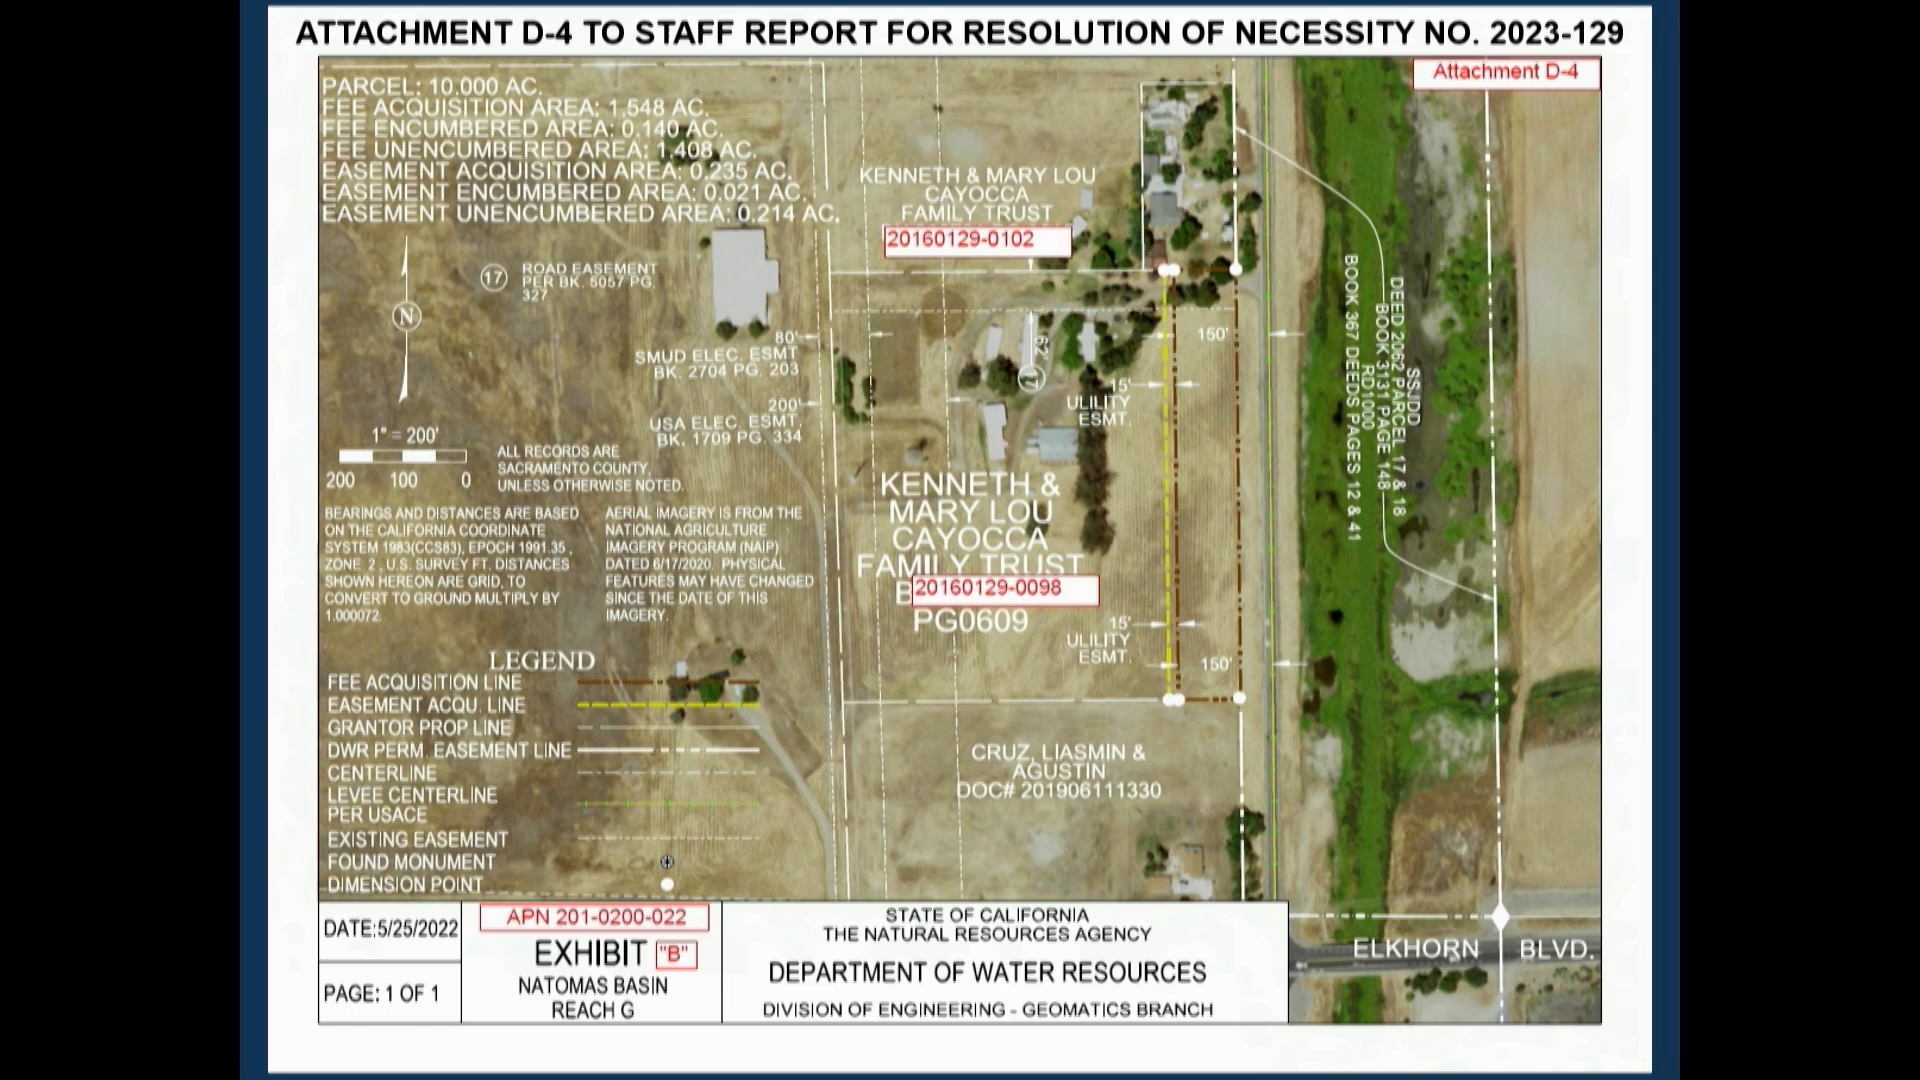 ATTACHMENT D-4 TO STAFF REPORT FOR RESOLUTION OF NECESSITY NO. 2023-129
Attachment D-4
PARCEL: 10.000 AC.
FEE ACQUISITION AREA: 1.548 AC.
FEE ENCUMBERED AREA: 0.140 AC.
FEE UNENCUMBERED AREA: 1.408 AC.
EASEMENT ACQUISITION AREA: 0.235 AC.
EASEMENT ENCUMBERED AREA: 0.021 AC.
EASEMENT UNENCUMBERED AREA: 0.214 AC.
KENNETH & MARY LOU
CAYOCCA
FAMILY TRUST
20160129-0102
17
ROAD EASEMENT
PER BK. 5057 PG.
327
N
80'
SMUD ELEC. ESMT
BK. 2704 PG. 203
200'
USA ELEC. ESMT.
BK. 1709 PG. 334
1" = 200'
200 100 0
ALL RECORDS ARE
SACRAMENTO COUNTY,
UNLESS OTHERWISE NOTED.
BEARINGS AND DISTANCES ARE BASED
ON THE CALIFORNIA COORDINATE
SYSTEM 1983(CCS83), EPOCH 1991.35 ,
ZONE 2 , U.S. SURVEY FT. DISTANCES
SHOWN HEREON ARE GRID, TO
CONVERT TO GROUND MULTIPLY BY
1.000072.
AERIAL IMAGERY IS FROM THE
NATIONAL AGRICULTURE
IMAGERY PROGRAM (NAIP)
DATED 6/17/2020. PHYSICAL
FEATURES MAY HAVE CHANGED
SINCE THE DATE OF THIS
IMAGERY.
62'
17
150'
15'
ULILITY
ESMT.
KENNETH &
MARY LOU
CAYOCCA
FAMILY TRUST
B
20160129-0098
PG0609
15'
ULILITY
ESMT.
150'
SSJDD
DEED 2062 PARCEL 17 & 18
BOOK 3131 PAGE 148
RD1000
BOOK 367 DEEDS PAGES 12 & 41
CRUZ, LIASMIN &
AGUSTIN
DOC# 201906111330
LEGEND
FEE ACQUISITION LINE
EASEMENT ACQU. LINE
GRANTOR PROP LINE
DWR PERM. EASEMENT LINE
CENTERLINE
LEVEE CENTERLINE
PER USACE
EXISTING EASEMENT
FOUND MONUMENT
DIMENSION POINT
DATE:5/25/2022
PAGE: 1 OF 1
APN 201-0200-022
EXHIBIT "B"
NATOMAS BASIN
REACH G
STATE OF CALIFORNIA
THE NATURAL RESOURCES AGENCY
DEPARTMENT OF WATER RESOURCES
DIVISION OF ENGINEERING - GEOMATICS BRANCH
ELKHORN BLVD.